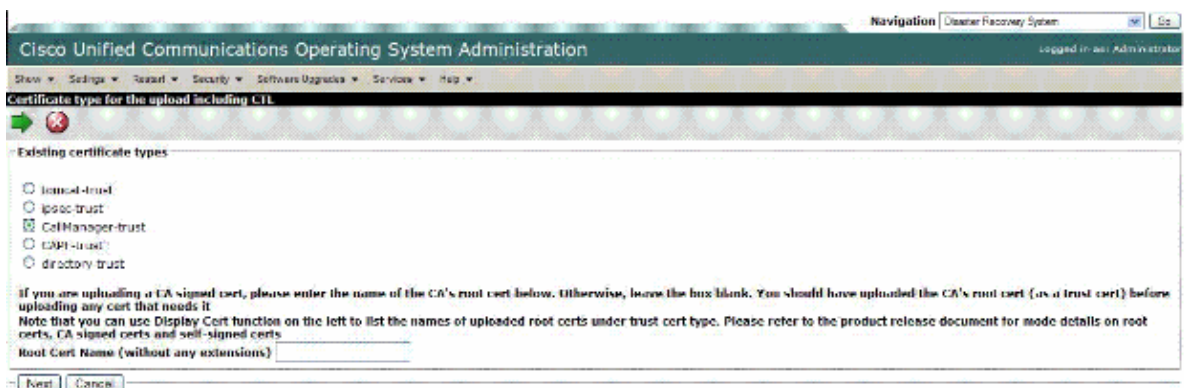 Navigation Disaster Recovery System Go
Cisco Unified Communications Operating System Administration
Logged in as: Administrator
Show Settings Restart Security Software Upgrades Services Help
Certificate type for the upload including CTL
Existing certificate types
tomcat-trust
ipsec-trust
CallManager-trust
CAPF-trust
directory-trust
If you are uploading a CA signed cert, please enter the name of the CA's root cert below. Otherwise, leave the box blank. You should have uploaded the CA's root cert (as a trust cert) before
uploading any cert that needs it
Note that you can use Display Cert function on the left to list the names of uploaded root certs under trust cert type. Please refer to the product release document for mode details on root
certs, CA signed certs and self-signed certs
Root Cert Name (without any extensions)
Next Cancel